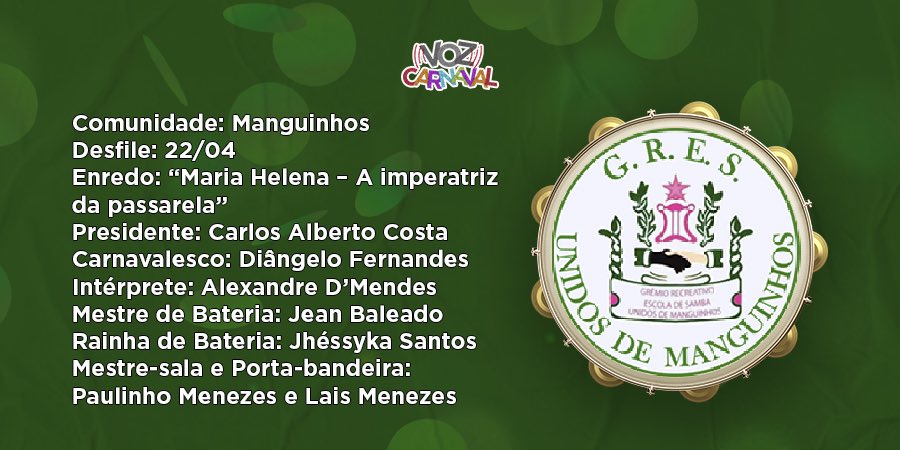 VOZ
CARNAVAL
Comunidade: Manguinhos
Desfile: 22/04
Enredo: “Maria Helena – A imperatriz
da passarela”
Presidente: Carlos Alberto Costa
Carnavalesco: Diângelo Fernandes
Intérprete: Alexandre D’Mendes
Mestre de Bateria: Jean Baleado
Rainha de Bateria: Jhéssyka Santos
Mestre-sala e Porta-bandeira:
Paulinho Menezes e Lais Menezes
G. R. E. S.
GRÊMIO RECREATIVO
ESCOLA DE SAMBA
UNIDOS DE MANGUINHOS
UNIDOS DE MANGUINHOS